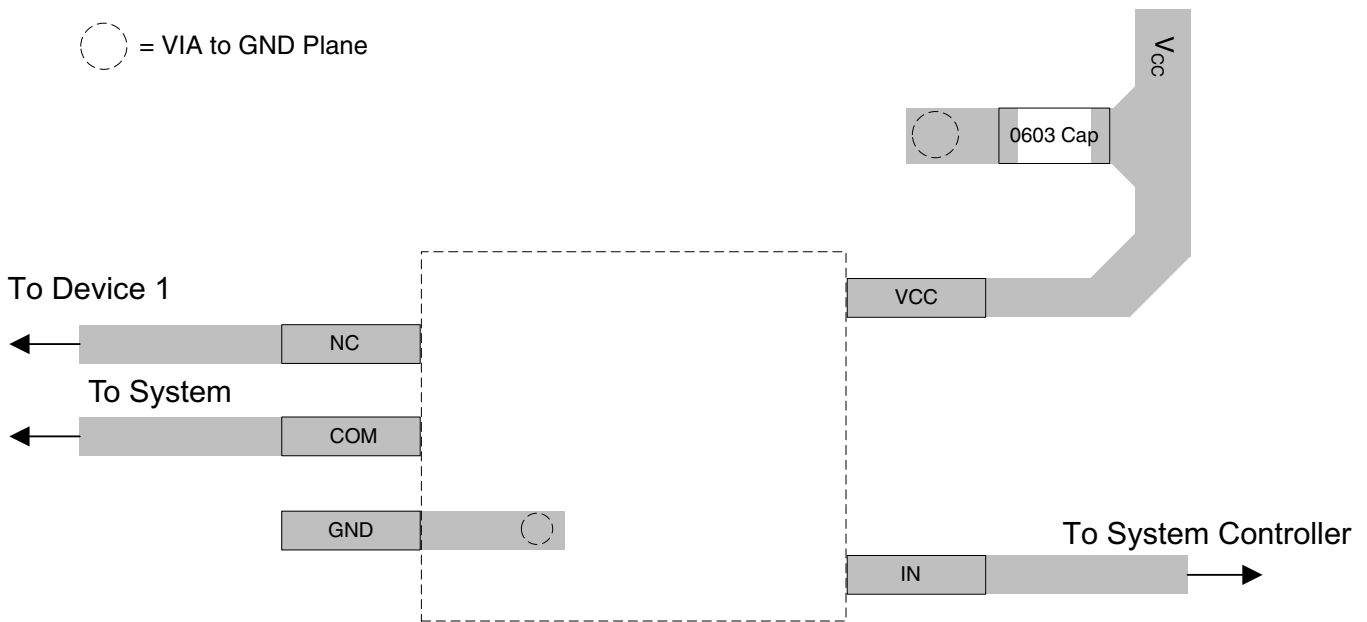 = VIA to GND Plane
VCC
0603 Cap
To Device 1
VCC
NC
To System
COM
GND
To System Controller
IN